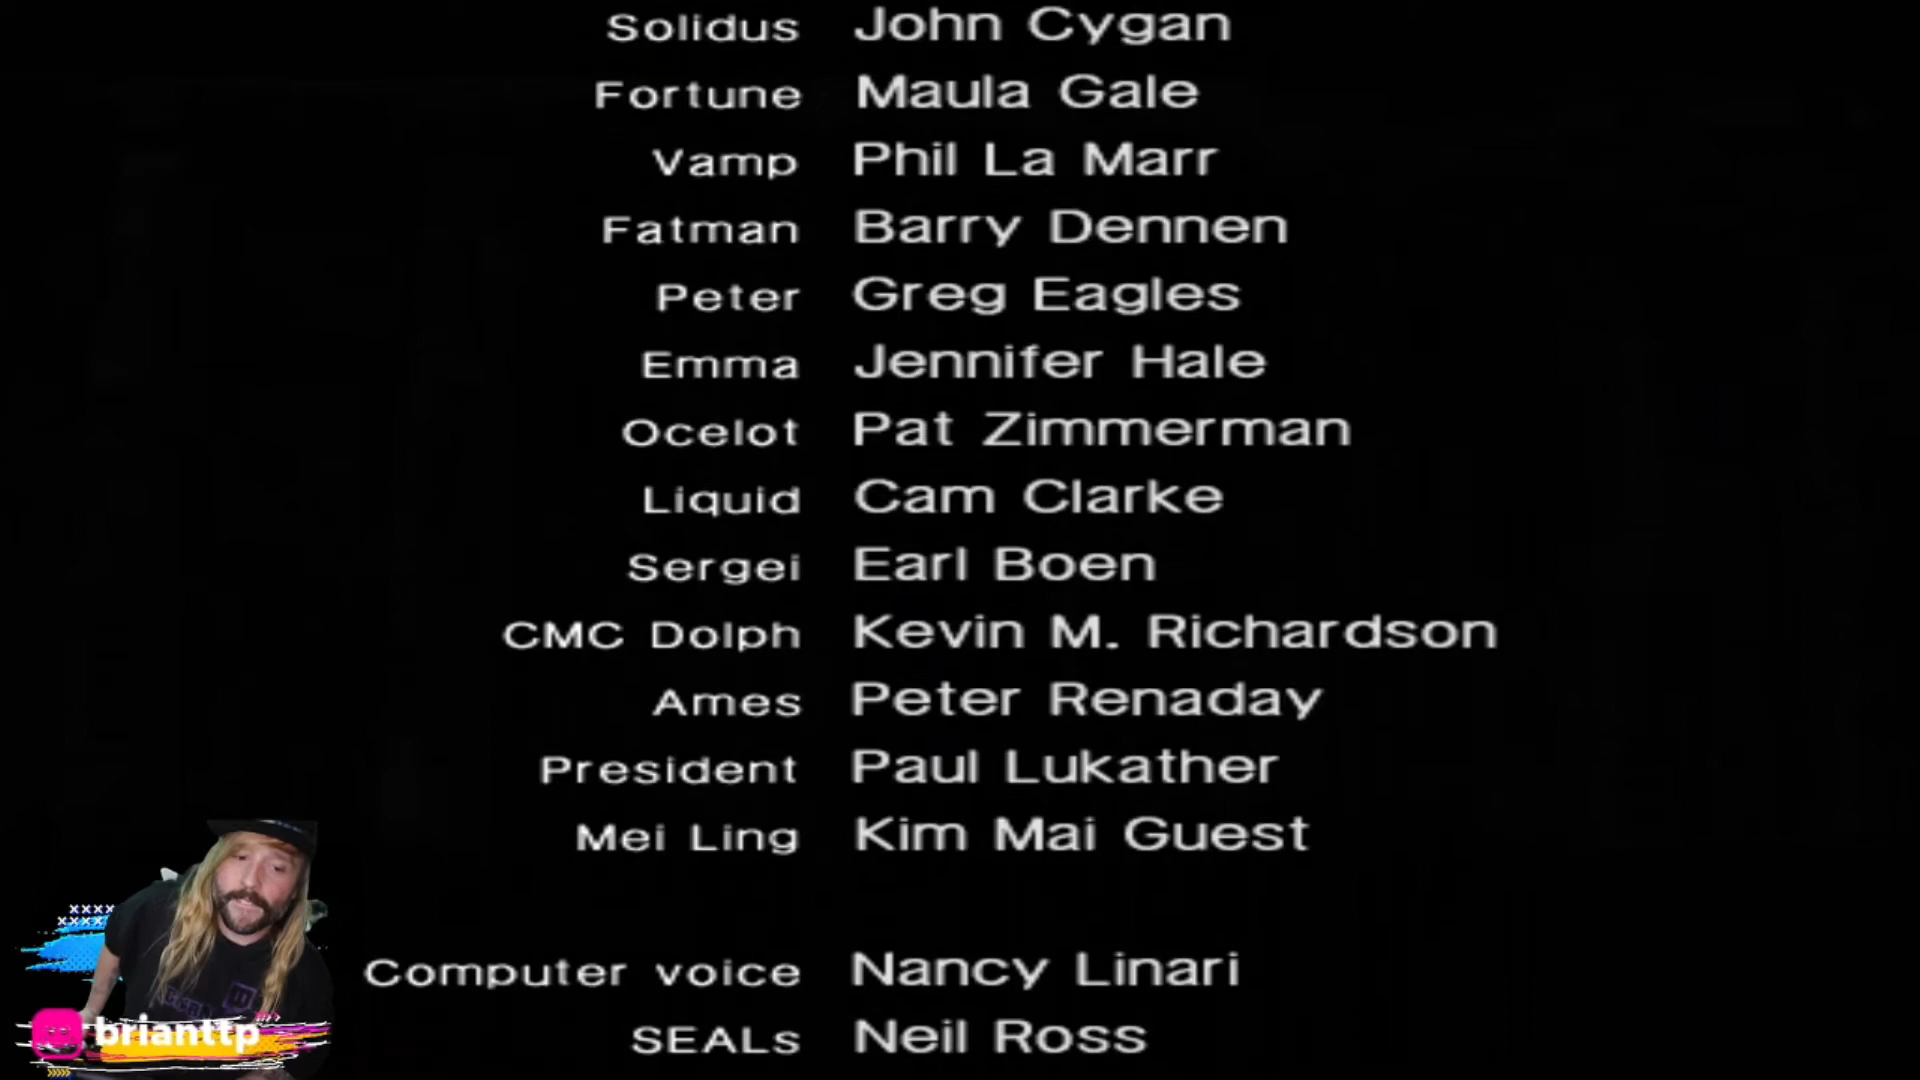 Solidus John Cygan
Fortune Maula Gale
Vamp Phil La Marr
Fatman Barry Dennen
Peter Greg Eagles
Emma Jennifer Hale
Ocelot Pat Zimmerman
Liquid Cam Clarke
Sergei Earl Boen
CMC Dolph Kevin M. Richardson
Ames Peter Renaday
President Paul Lukather
Mei Ling Kim Mai Guest
Computer voice Nancy Linari
SEALs Neil Ross
brianttp